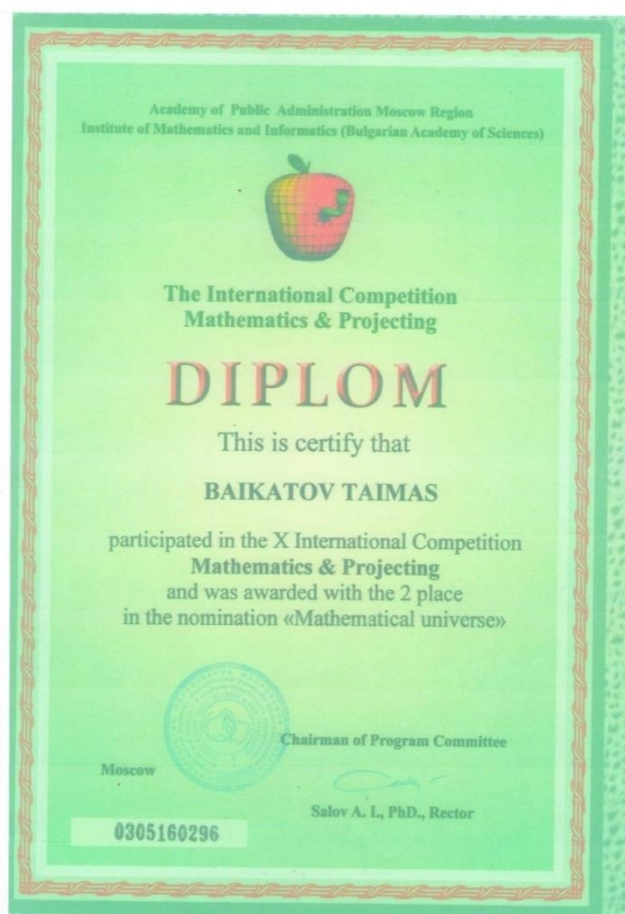 Academy of Public Administration Moscow Region
Institute of Mathematics and Informatics (Bulgarian Academy of Sciences)
The International Competition
Mathematics & Projecting
DIPLOM
This is certify that
BAIKATOV TAIMAS
participated in the X International Competition
Mathematics & Projecting
and was awarded with the 2 place
in the nomination «Mathematical universe»
Chairman of Program Committee
Moscow
Salov A. I., PhD., Rector
0305160296